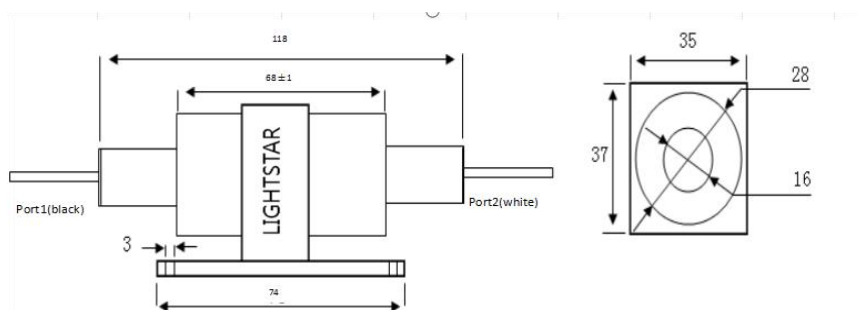 118
35
68±1
28
LIGHTSTAR
37
16
Port1(black)
Port2(white)
3
74